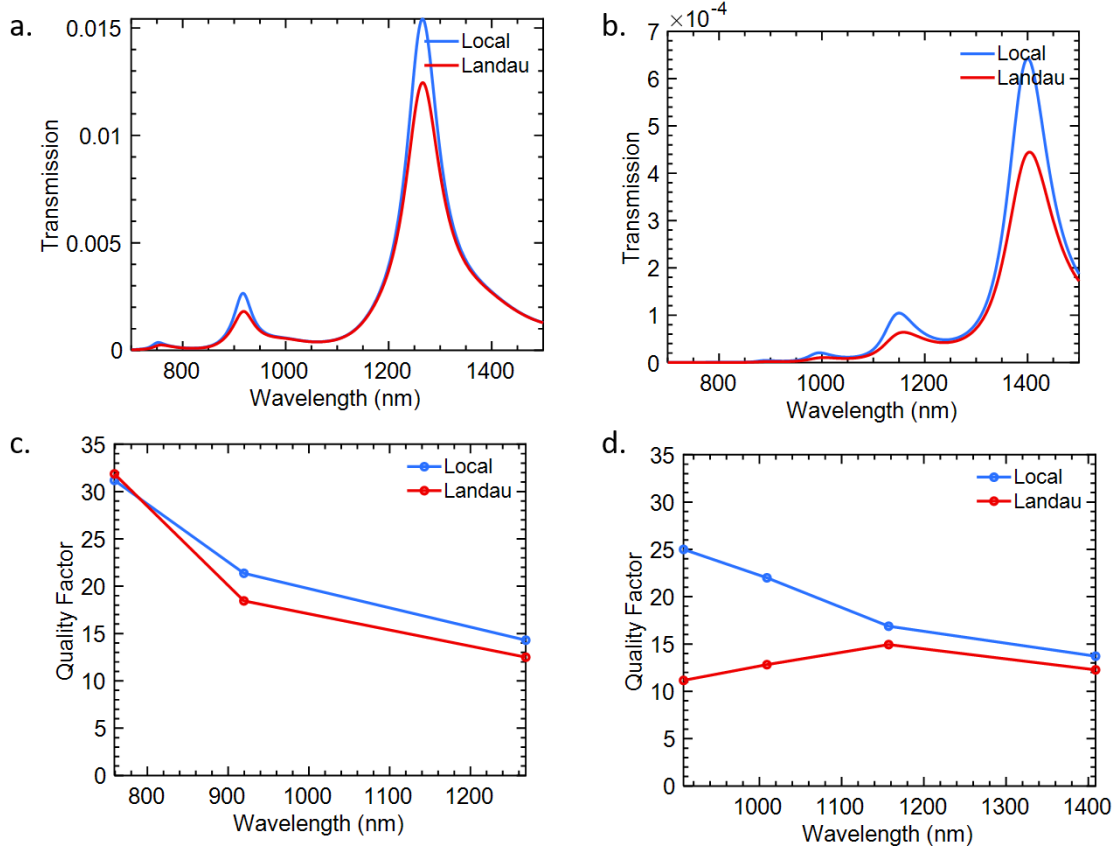 a.
0.015
0.01
0.005
0
Transmission
800
1000
1200
1400
Wavelength (nm)
Local
Landau
b.
×10⁻⁴
7
6
5
4
3
2
1
0
Transmission
800
1000
1200
1400
Wavelength (nm)
Local
Landau
c.
35
30
25
20
15
10
5
0
Quality Factor
800
900
1000
1100
1200
Wavelength (nm)
Local
Landau
d.
35
30
25
20
15
10
5
0
Quality Factor
1000
1100
1200
1300
1400
Wavelength (nm)
Local
Landau